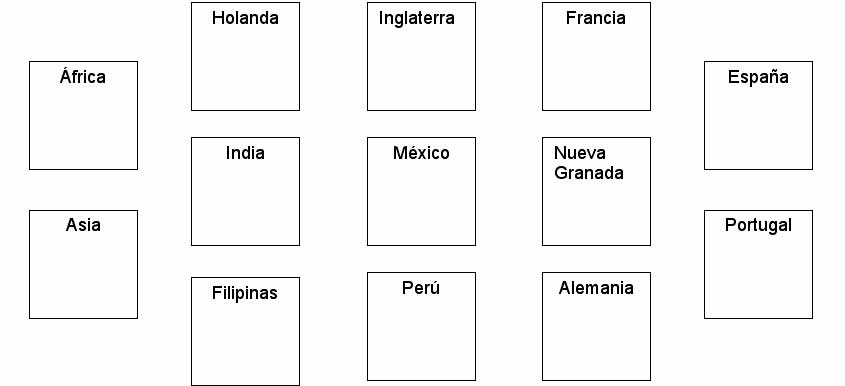 Holanda
Inglaterra
Francia
África
España
India
México
Nueva
Granada
Asia
Portugal
Filipinas
Perú
Alemania